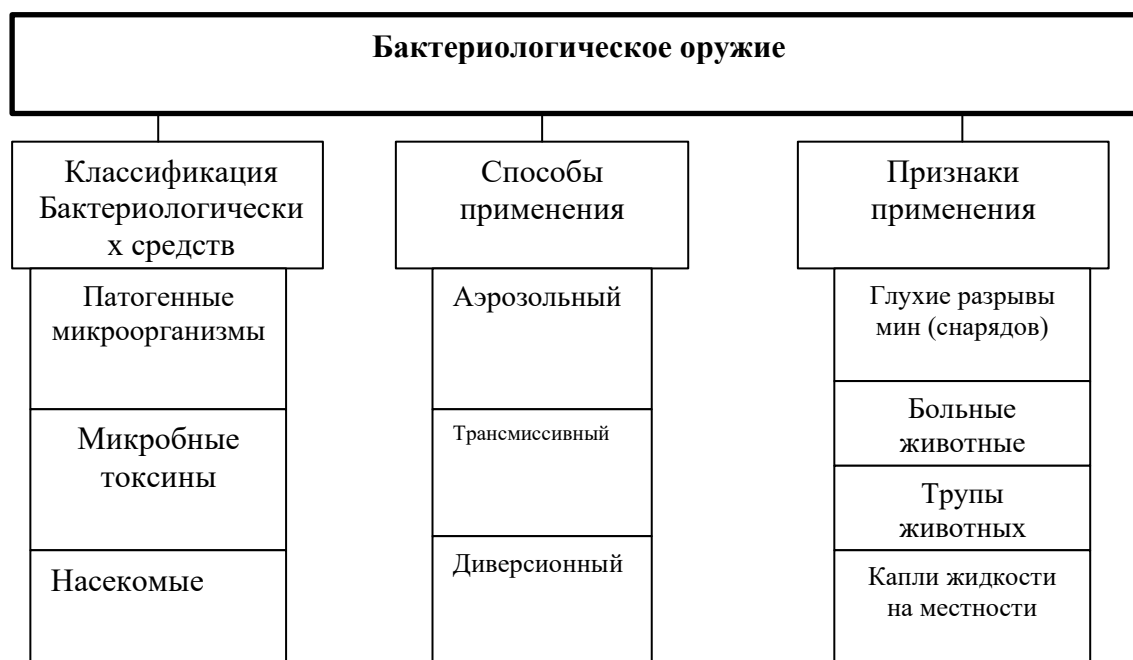 Бактериологическое оружие
Классификация
Бактериологически
х средств
Патогенные
микроорганизмы
Микробные
токсины
Насекомые
Способы
применения
Аэрозольный
Трансмиссивный
Диверсионный
Признаки
применения
Глухие разрывы
мин (снарядов)
Больные
животные
Трупы
животных
Капли жидкости
на местности